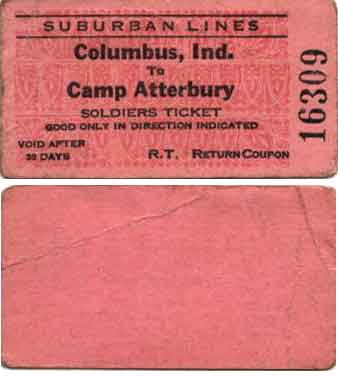 SUBURBAN LINES
Columbus, Ind.
To
Camp Atterbury
SOLDIERS TICKET
GOOD ONLY IN DIRECTION INDICATED
VOID AFTER
30 DAYS
R.T. RETURN COUPON
16309